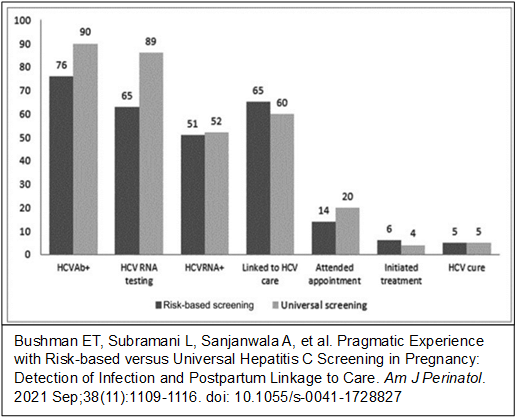 100
90
80
70
60
50
40
30
20
10
0
76
90
65
89
51
52
65
60
14
20
6
4
5
5
HCVAb+
HCV RNA testing
HCVRNA+
Linked to HCV care
Attended appointment
Initiated treatment
HCV cure
Risk-based screening
Universal screening
Bushman ET, Subramani L, Sanjanwala A, et al. Pragmatic Experience
with Risk-based versus Universal Hepatitis C Screening in Pregnancy:
Detection of Infection and Postpartum Linkage to Care. Am J Perinatol.
2021 Sep;38(11):1109-1116. doi: 10.1055/s-0041-1728827